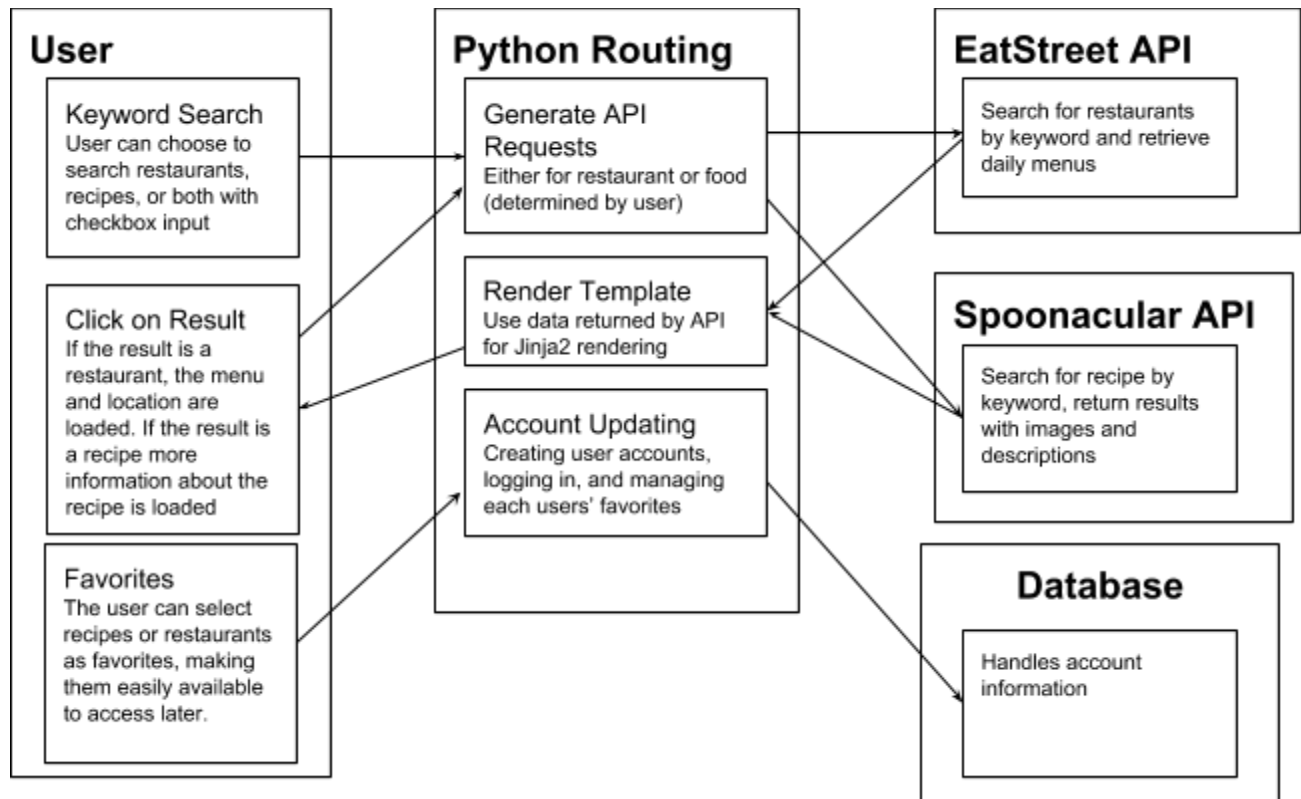 User
Keyword Search
User can choose to
search restaurants,
recipes, or both with
checkbox input
Click on Result
If the result is a
restaurant, the menu
and location are
loaded. If the result is
a recipe more
information about the
recipe is loaded
Favorites
The user can select
recipes or restaurants
as favorites, making
them easily available
to access later.
Python Routing
Generate API
Requests
Either for restaurant or food
(determined by user)
Render Template
Use data returned by API
for Jinja2 rendering
Account Updating
Creating user accounts,
logging in, and managing
each users' favorites
EatStreet API
Search for restaurants
by keyword and retrieve
daily menus
Spoonacular API
Search for recipe by
keyword, return results
with images and
descriptions
Database
Handles account
information